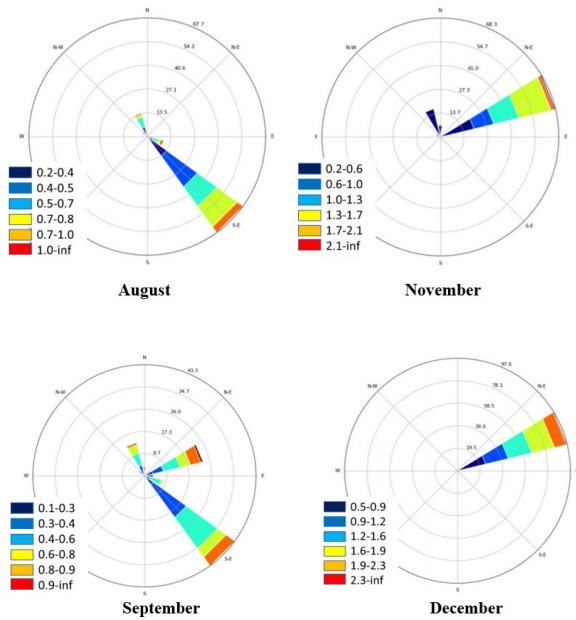 N
67.7
N-W
54.2
N-E
40.6
27.1
13.5
W
E
0.2-0.4
0.4-0.5
0.5-0.7
0.7-0.8
0.7-1.0
1.0-inf
S-E
S
August
N
68.3
N-W
54.7
N-E
41.0
27.3
13.7
E
0.2-0.6
0.6-1.0
1.0-1.3
1.3-1.7
1.7-2.1
2.1-inf
S-E
S
November
N
43.3
N-W
34.7
N-E
26.0
17.3
8.7
W
E
0.1-0.3
0.3-0.4
0.4-0.6
0.6-0.8
0.8-0.9
0.9-inf
S-E
S
September
97.6
78.1
N-E
58.5
39.0
19.5
0.5-0.9
0.9-1.2
1.2-1.6
1.6-1.9
1.9-2.3
2.3-inf
S-E
December